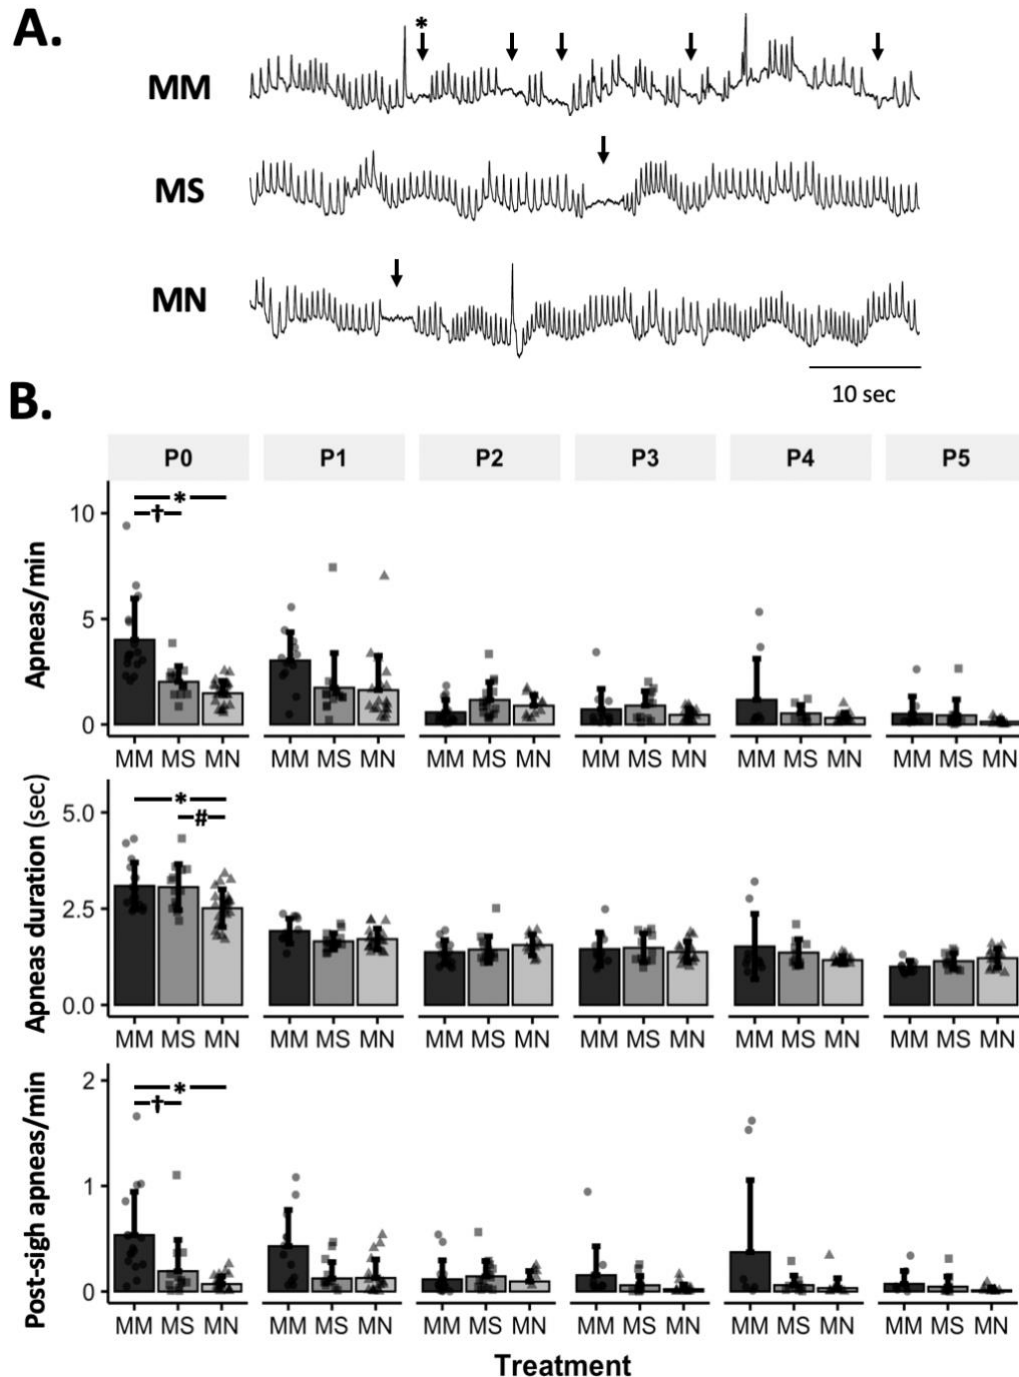 A.
*
MM
MS
MN
10 sec
B.
P0 P1 P2 P3 P4 P5
Apneas/min
10
5
0
*
†
MM MS MN MM MS MN MM MS MN MM MS MN MM MS MN MM MS MN
Apneas duration (sec)
5.0
2.5
0.0
*
#
MM MS MN MM MS MN MM MS MN MM MS MN MM MS MN MM MS MN
Post-sigh apneas/min
2
1
0
*
†
MM MS MN MM MS MN MM MS MN MM MS MN MM MS MN MM MS MN
Treatment